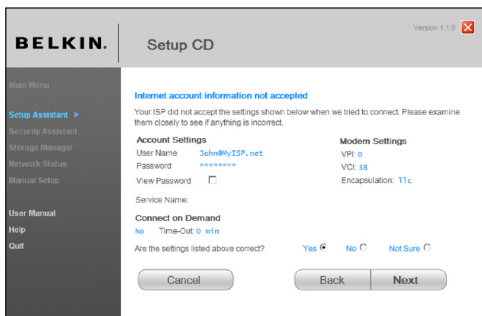 Version 1.1.0
BELKIN.
Setup CD
Main Menu
Setup Assistant >
Security Assistant
Storage Manager
Network Status
Manual Setup
User Manual
Help
Quit
Internet account information not accepted
Your ISP did not accept the settings shown below when we tried to connect. Please examine
them closely to see if anything is incorrect.
Account Settings
User Name John@MyISP.net
Password ********
View Password
Service Name:
Modem Settings
VPI: 0
VCI: 38
Encapsulation: llc
Connect on Demand
No Time-Out: 0 min
Are the settings listed above correct? Yes No Not Sure
Cancel Back Next